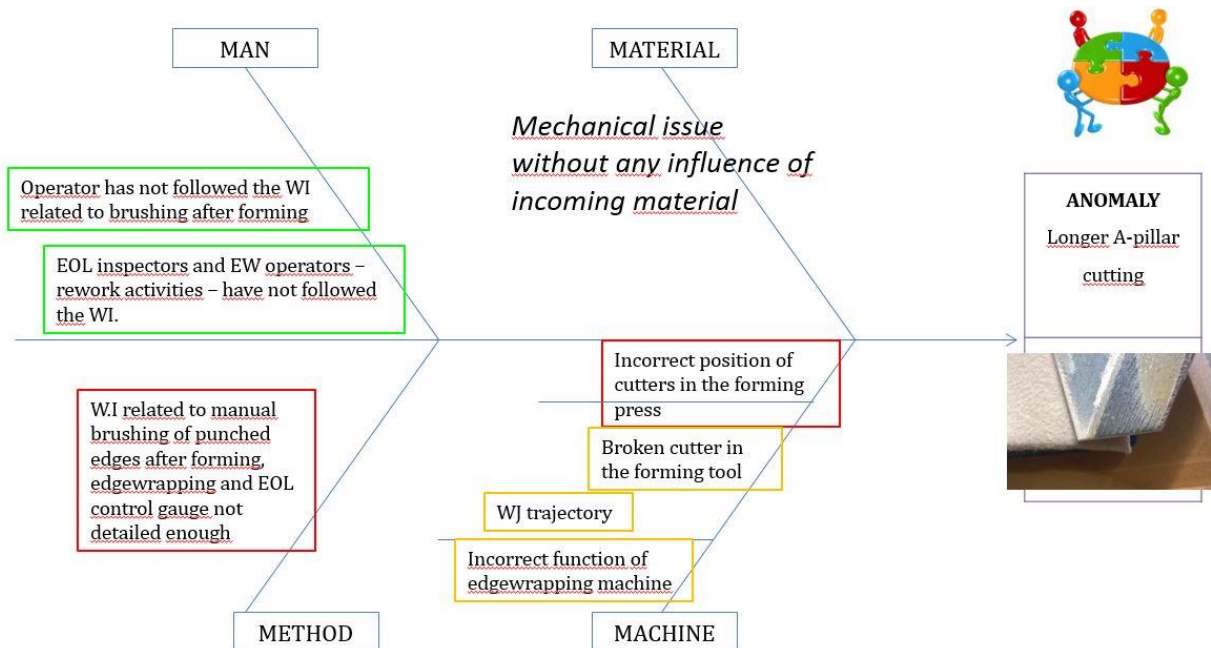 MAN
MATERIAL
Mechanical issue
without any influence of
incoming material
Operator has not followed the WI
related to brushing after forming
EOL inspectors and EW operators –
rework activities – have not followed
the WI.
ANOMALY
Longer A-pillar
cutting
W.I related to manual
brushing of punched
edges after forming,
edgewrapping and EOL
control gauge not
detailed enough
Incorrect position of
cutters in the forming
press
Broken cutter in
the forming tool
WJ trajectory
Incorrect function of
edgewrapping machine
METHOD
MACHINE